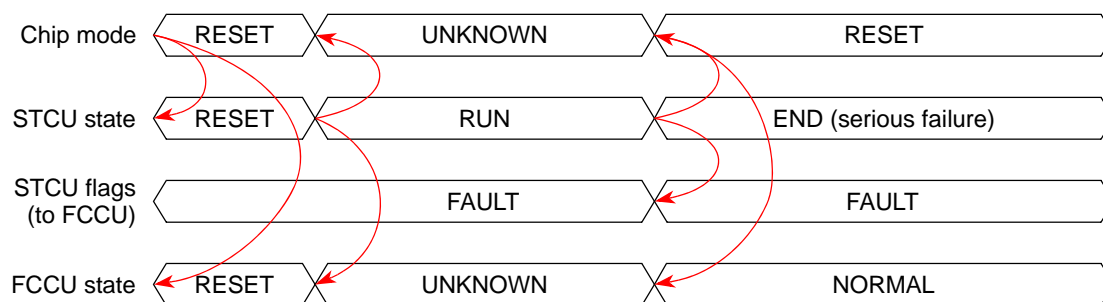 Chip mode RESET UNKNOWN RESET
STCU state RESET RUN END (serious failure)
STCU flags
(to FCCU) FAULT FAULT
FCCU state RESET UNKNOWN NORMAL